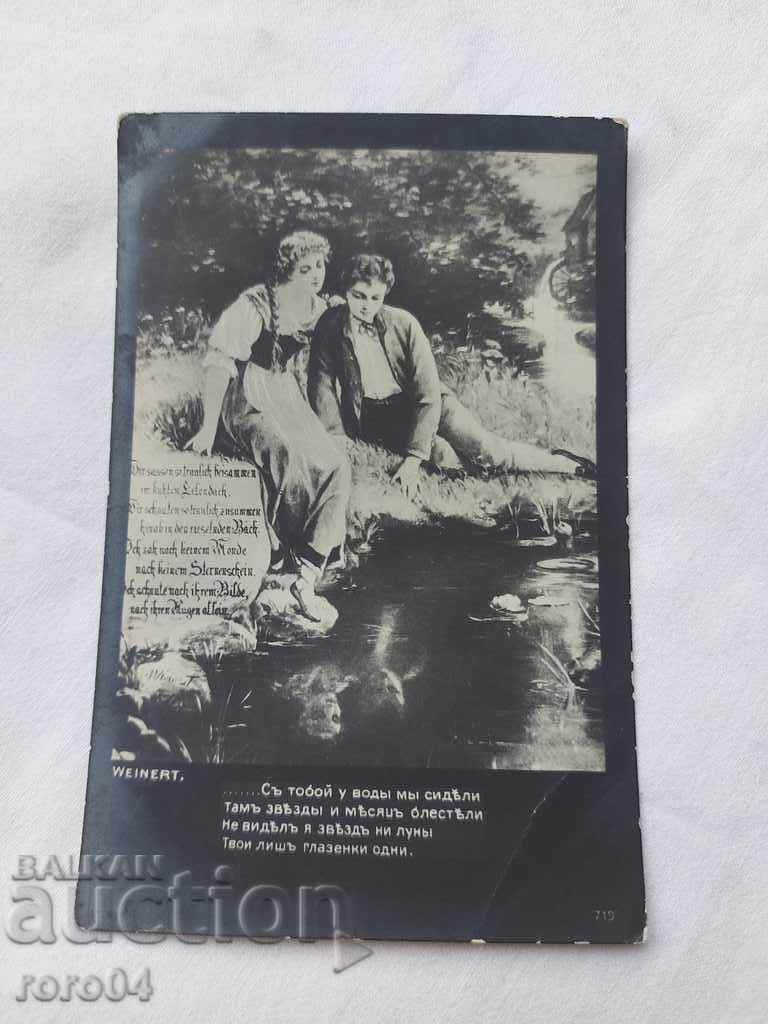 Wir sassen so traulich beisammen
im kühlen Erlendach.
Wir schauten so traulich zusammen
hinab in den rieselnden Bach.
Ich sah nach keinem Monde
nach keinem Sternenschein.
Ich schaute nach ihrem Bilde,
nach ihren Augen allein.
WEINERT.
.......Съ тобой у воды мы сидѣли
тамъ звѣзды и мѣсяцъ блестѣли
не видѣлъ я звѣздъ ни луны
Твои лишъ глазенки одни.
719
БALKAN
auction
roro04